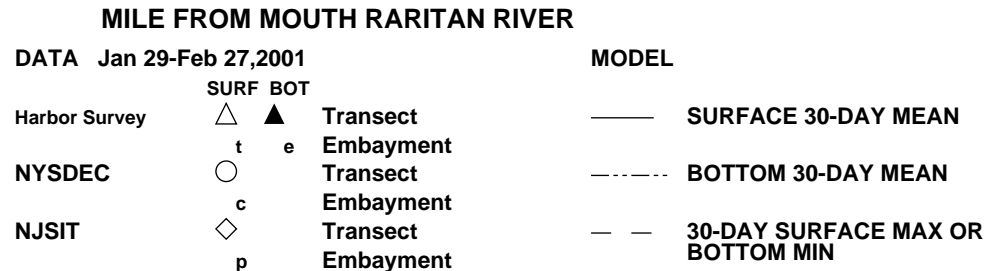 MILE FROM MOUTH RARITAN RIVER
DATA Jan 29-Feb 27,2001 MODEL
SURF BOT
Harbor Survey Transect SURFACE 30-DAY MEAN
t e Embayment
NYSDEC Transect BOTTOM 30-DAY MEAN
c Embayment
NJSIT Transect 30-DAY SURFACE MAX OR
BOTTOM MIN
p Embayment